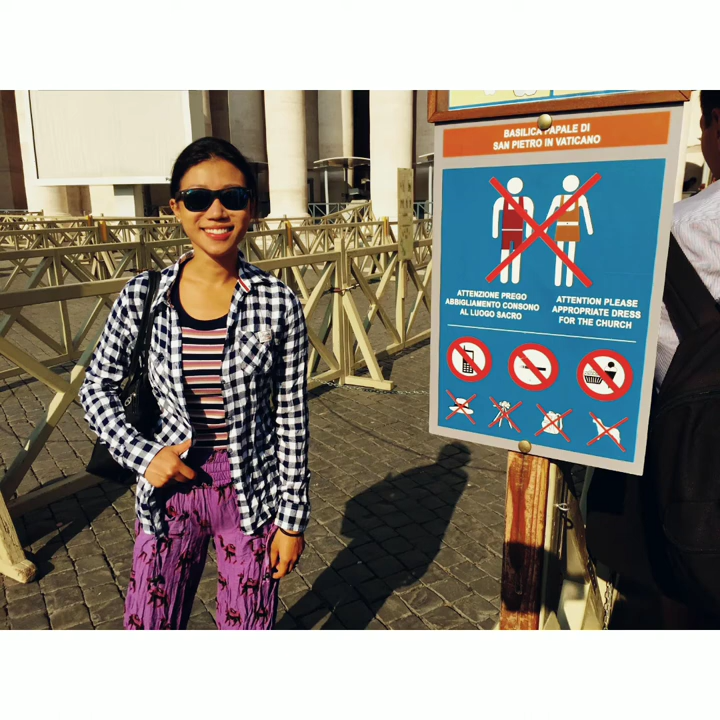 BASILICA PAPALE DI
SAN PIETRO IN VATICANO
ATTENZIONE PREGO
ABBIGLIAMENTO CONSONO
AL LUOGO SACRO
ATTENTION PLEASE
APPROPRIATE DRESS
FOR THE CHURCH